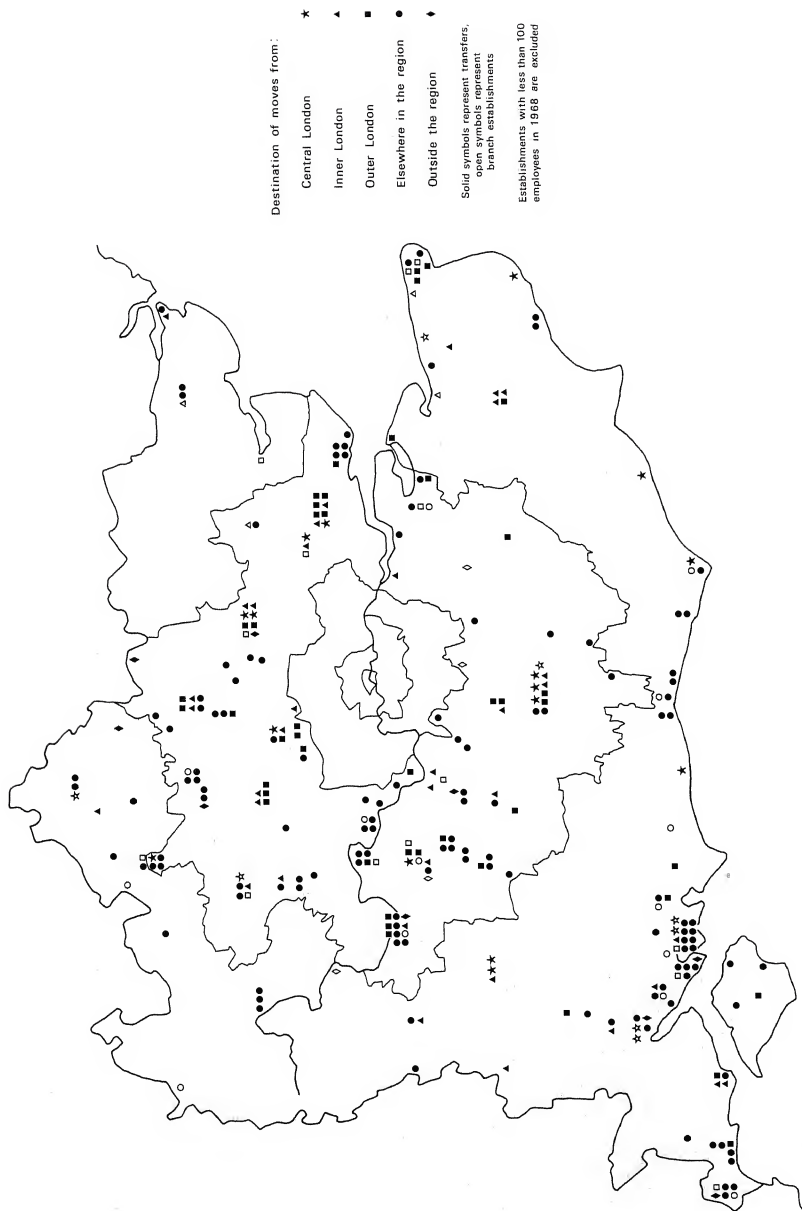 Destination of moves from:
Central London
Inner London
Outer London
Elsewhere in the region
Outside the region
Solid symbols represent transfers,
open symbols represent
branch establishments
Establishments with less than 100
employees in 1968 are excluded